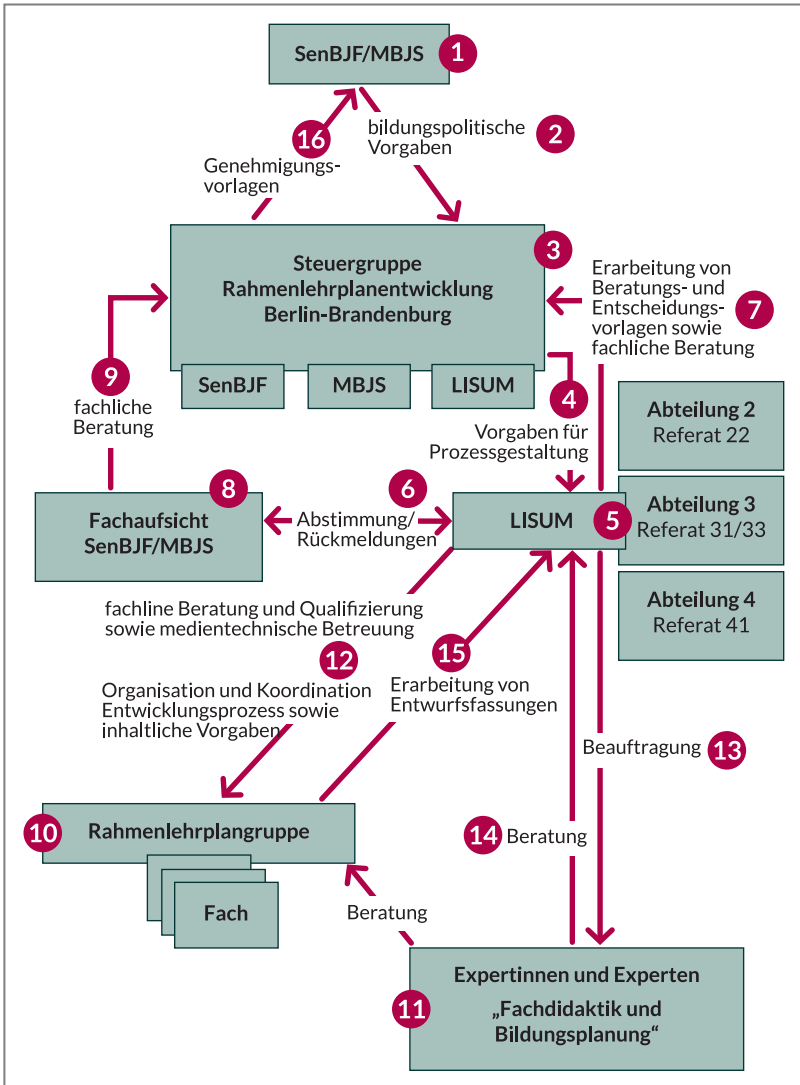 SenBJF/MBJS
1
16
bildungspolitische
Vorgaben
2
Genehmigungs-
vorlagen
3
Steuergruppe
Rahmenlehrplanentwicklung
Berlin-Brandenburg
Erarbeitung von
Beratungs- und
Entscheidungs-
vorlagen sowie
fachliche Beratung
7
SenBJF
MBJS
LISUM
9
fachliche
Beratung
4
Vorgaben für
Prozessgestaltung
Abteilung 2
Referat 22
8
Fachaufsicht
SenBJF/MBJS
6
Abstimmung/
Rückmeldungen
LISUM
5
Abteilung 3
Referat 31/33
Abteilung 4
Referat 41
fachline Beratung und Qualifizierung
sowie medientechnische Betreuung
12
Organisation und Koordination
Entwicklungsprozess sowie
inhaltliche Vorgaben
15
Erarbeitung von
Entwurfsfassungen
Beauftragung
13
10
Rahmenlehrplangruppe
Fach
14
Beratung
Beratung
11
Expertinnen und Experten
„Fachdidaktik und
Bildungsplanung“